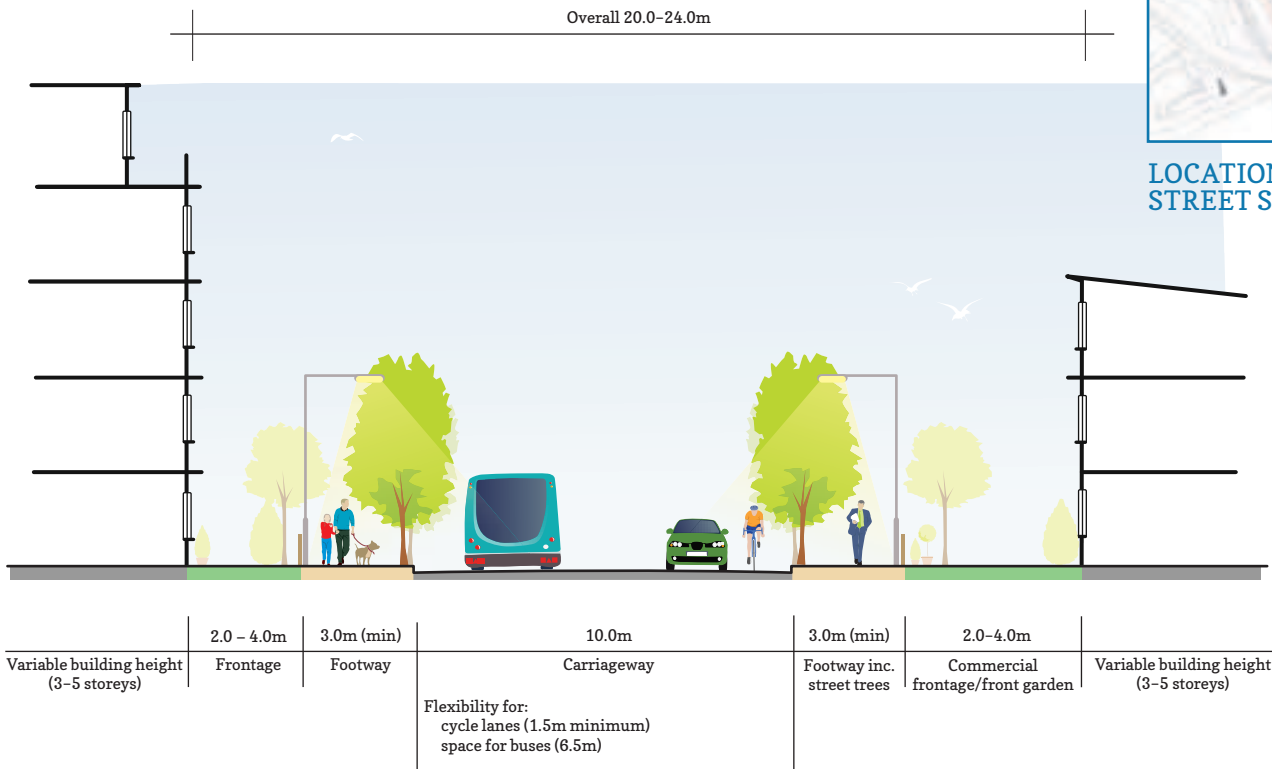 Overall 20.0-24.0m
LOCATION
STREET S
2.0 – 4.0m
3.0m (min)
10.0m
3.0m (min)
2.0-4.0m
Variable building height
(3-5 storeys)
Frontage
Footway
Carriageway
Footway inc.
street trees
Commercial
frontage/front garden
Variable building height
(3-5 storeys)
Flexibility for:
cycle lanes (1.5m minimum)
space for buses (6.5m)